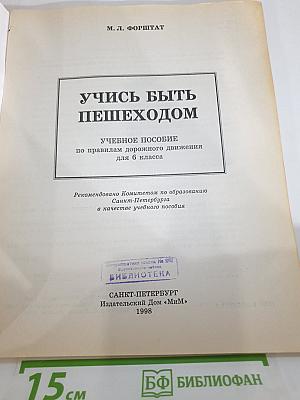 М. Л. ФОРШТАТ
УЧИСЬ БЫТЬ
ПЕШЕХОДОМ
УЧЕБНОЕ ПОСОБИЕ
по правилам дорожного движения
для 6 класса
Рекомендовано Комитетом по образованию
Санкт-Петербурга
в качестве учебного пособия
БИБЛИОТЕКА
САНКТ-ПЕТЕРБУРГ
Издательский Дом «МиМ»
1998
15 см
БФ БИБЛИОФАН